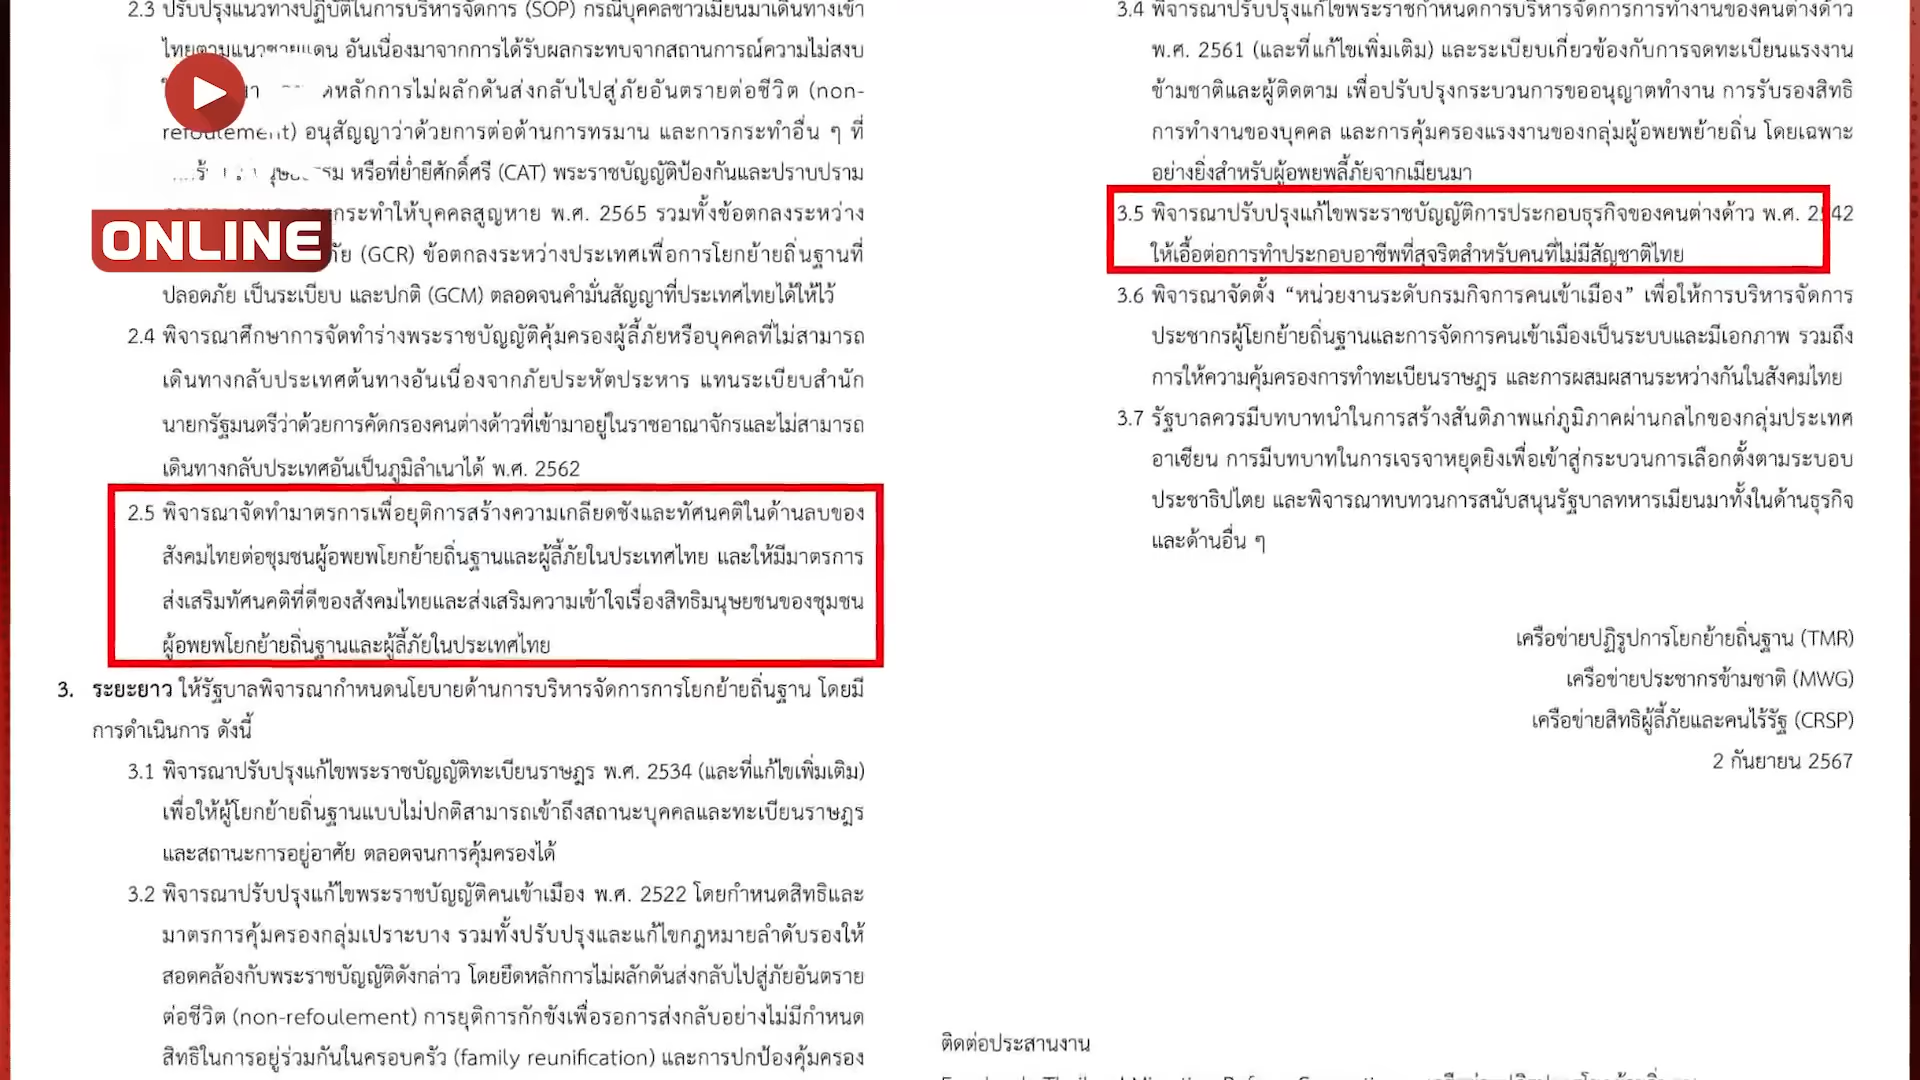 2.3 ปรับปรุงแนวทางปฏิบัติในการบริหารจัดการ (SOP) กรณีบุคคลชาวเมียนมาเดินทางเข้า
ไทยตามแนวชายแดน อันเนื่องมาจากการได้รับผลกระทบจากสถานการณ์ความไม่สงบ
หลักการไม่ผลักดันส่งกลับไปสู่ภัยอันตรายต่อชีวิต (non-
refoulement) อนุสัญญาว่าด้วยการต่อต้านการทรมาน และการกระทำอื่น ๆ ที่
หรือที่ย่ำยีศักดิ์ศรี (CAT) พระราชบัญญัติป้องกันและปราบปราม
กระทำให้บุคคลสูญหาย พ.ศ. 2565 รวมทั้งข้อตกลงระหว่าง
ONLINE
ภัย (GCR) ข้อตกลงระหว่างประเทศเพื่อการโยกย้ายถิ่นฐานที่
ปลอดภัย เป็นระเบียบ และปกติ (GCM) ตลอดจนคำมั่นสัญญาที่ประเทศไทยได้ให้ไว้
2.4 พิจารณาศึกษาการจัดทำร่างพระราชบัญญัติคุ้มครองผู้ลี้ภัยหรือบุคคลที่ไม่สามารถ
เดินทางกลับประเทศต้นทางอันเนื่องมาจากภัยประหัตประหาร แทนระเบียบสำนัก
นายกรัฐมนตรีว่าด้วยการคัดกรองคนต่างด้าวที่เข้ามาอยู่ในราชอาณาจักรและไม่สามารถ
เดินทางกลับประเทศอันเป็นภูมิลำเนาได้ พ.ศ. 2562
2.5 พิจารณาจัดทำมาตรการเพื่อยุติการสร้างความเกลียดชังและทัศนคติในด้านลบของ
สังคมไทยต่อชุมชนผู้อพยพโยกย้ายถิ่นฐานและผู้ลี้ภัยในประเทศไทย และให้มีมาตรการ
ส่งเสริมทัศนคติที่ดีของสังคมไทยและส่งเสริมความเข้าใจเรื่องสิทธิมนุษยชนของชุมชน
ผู้อพยพโยกย้ายถิ่นฐานและผู้ลี้ภัยในประเทศไทย
3. ระยะยาว ให้รัฐบาลพิจารณากำหนดนโยบายด้านการบริหารจัดการการโยกย้ายถิ่นฐาน โดยมี
การดำเนินการ ดังนี้
3.1 พิจารณาปรับปรุงแก้ไขพระราชบัญญัติทะเบียนราษฎร พ.ศ. 2534 (และที่แก้ไขเพิ่มเติม)
เพื่อให้ผู้โยกย้ายถิ่นฐานแบบไม่ปกติสามารถเข้าถึงสถานะบุคคลและทะเบียนราษฎร
และสถานะการอยู่อาศัย ตลอดจนการคุ้มครองได้
3.2 พิจารณาปรับปรุงแก้ไขพระราชบัญญัติคนเข้าเมือง พ.ศ. 2522 โดยกำหนดสิทธิและ
มาตรการคุ้มครองกลุ่มเปราะบาง รวมทั้งปรับปรุงและแก้ไขกฎหมายลำดับรองให้
สอดคล้องกับพระราชบัญญัติดังกล่าว โดยยึดหลักการไม่ผลักดันส่งกลับไปสู่ภัยอันตราย
ต่อชีวิต (non-refoulement) การยุติการกักขังเพื่อรอการส่งกลับอย่างไม่มีกำหนด
สิทธิในการอยู่ร่วมกันในครอบครัว (family reunification) และการปกป้องคุ้มครอง
3.4 พิจารณาปรับปรุงแก้ไขพระราชกำหนดการบริหารจัดการการทำงานของคนต่างด้าว
พ.ศ. 2561 (และที่แก้ไขเพิ่มเติม) และระเบียบเกี่ยวข้องกับการจดทะเบียนแรงงาน
ข้ามชาติและผู้ติดตาม เพื่อปรับปรุงกระบวนการขออนุญาตทำงาน การรับรองสิทธิ
การทำงานของบุคคล และการคุ้มครองแรงงานของกลุ่มผู้อพยพย้ายถิ่น โดยเฉพาะ
อย่างยิ่งสำหรับผู้อพยพลี้ภัยจากเมียนมา
3.5 พิจารณาปรับปรุงแก้ไขพระราชบัญญัติการประกอบธุรกิจของคนต่างด้าว พ.ศ. 2542
ให้เอื้อต่อการทำประกอบอาชีพที่สุจริตสำหรับคนที่ไม่มีสัญชาติไทย
3.6 พิจารณาจัดตั้ง “หน่วยงานระดับกรมกิจการคนเข้าเมือง” เพื่อให้การบริหารจัดการ
ประชากรผู้โยกย้ายถิ่นฐานและการจัดการคนเข้าเมืองเป็นระบบและมีเอกภาพ รวมถึง
การให้ความคุ้มครองการทำทะเบียนราษฎร และการผสมผสานระหว่างกันในสังคมไทย
3.7 รัฐบาลควรมีบทบาทนำในการสร้างสันติภาพแก่ภูมิภาคผ่านกลไกของกลุ่มประเทศ
อาเซียน การมีบทบาทในการเจรจาหยุดยิงเพื่อเข้าสู่กระบวนการเลือกตั้งตามระบอบ
ประชาธิปไตย และพิจารณาทบทวนการสนับสนุนรัฐบาลทหารเมียนมาทั้งในด้านธุรกิจ
และด้านอื่น ๆ
เครือข่ายปฏิรูปการโยกย้ายถิ่นฐาน (TMR)
เครือข่ายประชากรข้ามชาติ (MWG)
เครือข่ายสิทธิผู้ลี้ภัยและคนไร้รัฐ (CRSP)
2 กันยายน 2567
ติดต่อประสานงาน